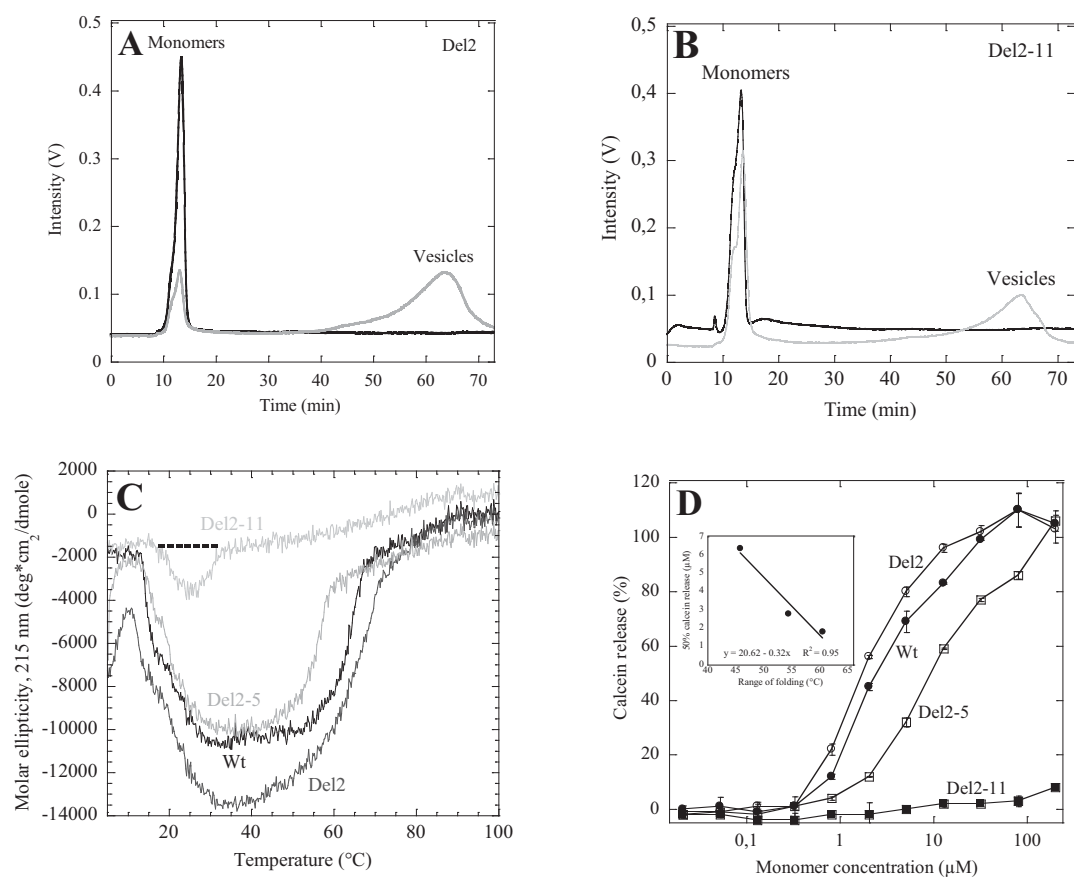 A
Del2
Monomers
Vesicles
Intensity (V)
0,5
0,4
0,3
0,2
0,1
0
0 10 20 30 40 50 60 70
Time (min)
B
Del2-11
Monomers
Vesicles
Intensity (V)
0,5
0,4
0,3
0,2
0,1
0
0 10 20 30 40 50 60 70
Time (min)
C
Del2-11
Del2-5
Wt
Del2
Molar ellipticity, 215 nm (deg*cm2/dmole)
2000
0
-2000
-4000
-6000
-8000
-10000
-12000
-14000
20 40 60 80 100
Temperature (°C)
D
Del2
Wt
Del2-5
Del2-11
Calcein release (%)
120
100
80
60
40
20
0
0,1 1 10 100
Monomer concentration (µM)
50% calcein release (µM)
7
6
5
4
3
2
1
0
y = 20.62 - 0.32x R2 = 0.95
40 45 50 55 60 65
Range of folding (°C)